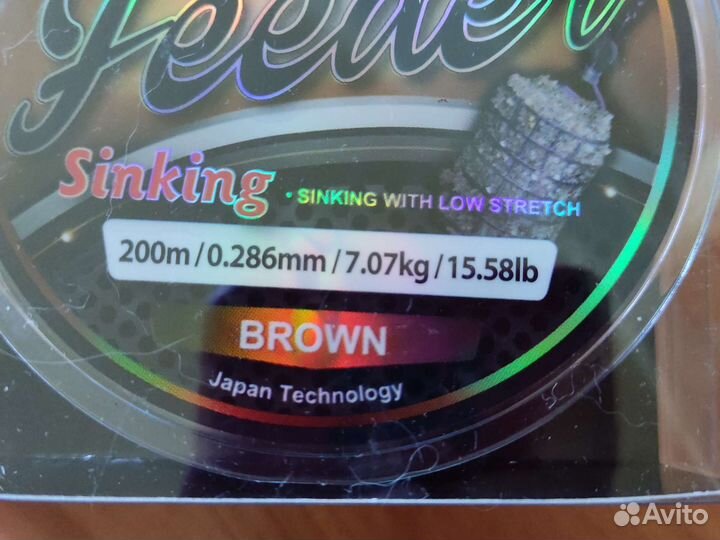 Feeder
Sinking • SINKING WITH LOW STRETCH
200m/0.286mm/7.07kg/15.58lb
BROWN
Japan Technology
Avito